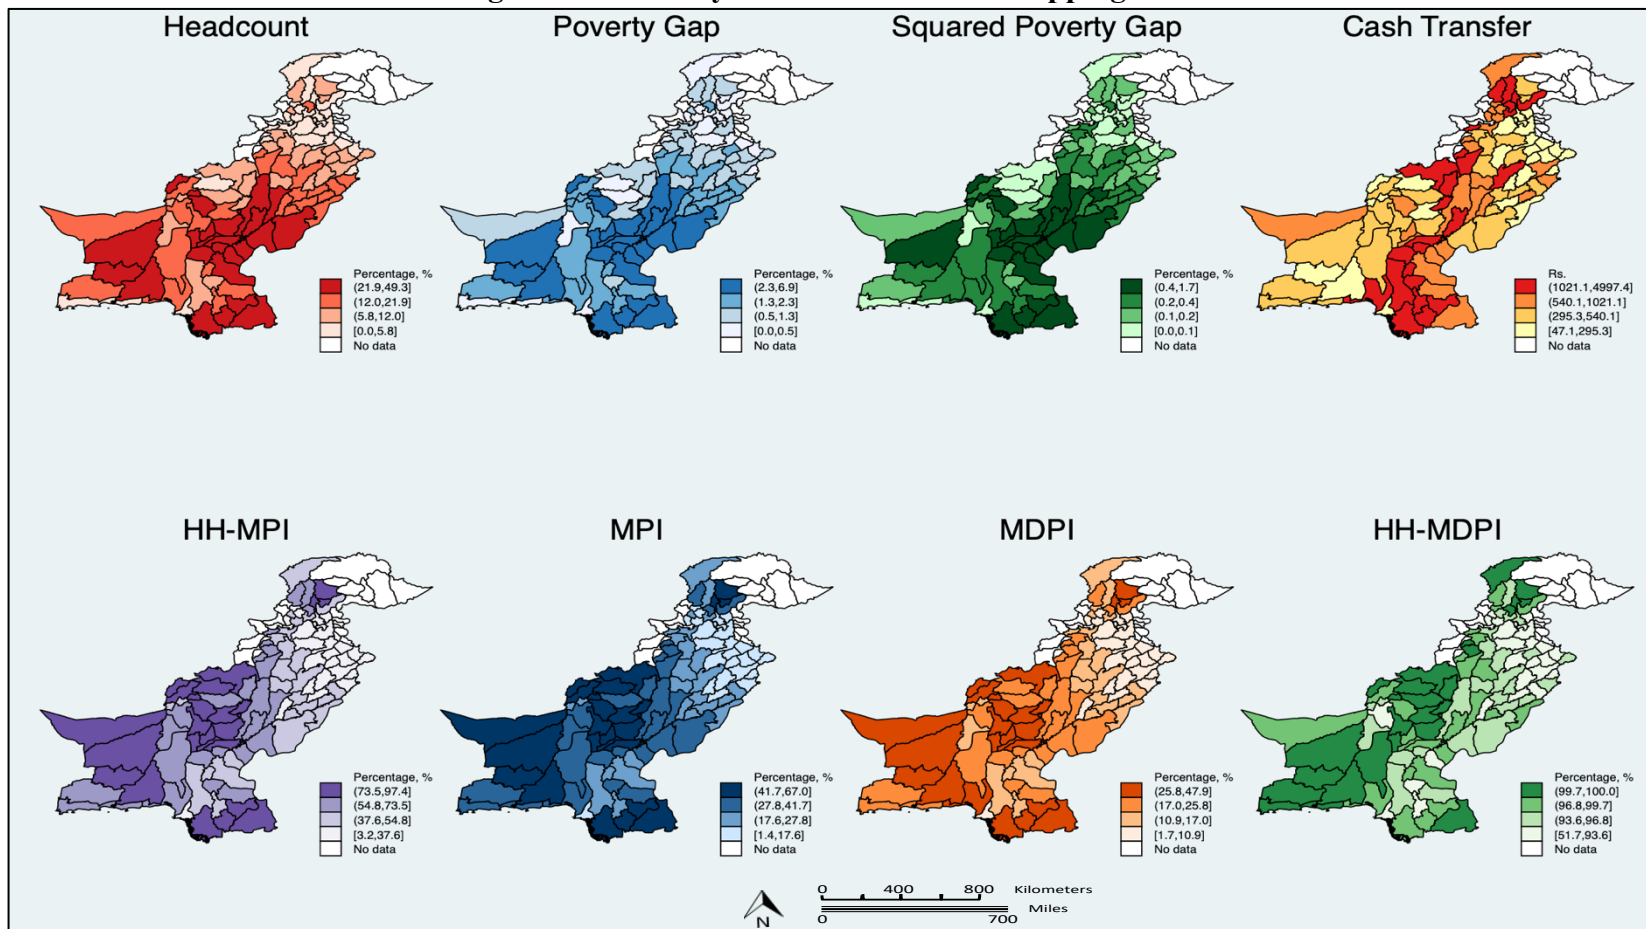 Headcount
Poverty Gap
Squared Poverty Gap
Cash Transfer
Percentage, %
(21.9,49.3]
(12.0,21.9]
(5.8,12.0]
[0.0,5.8]
No data
Percentage, %
(2.3,6.9]
(1.3,2.3]
(0.5,1.3]
[0.0,0.5]
No data
Percentage, %
(0.4,1.7]
(0.2,0.4]
(0.1,0.2]
[0.0,0.1]
No data
Rs.
(1021.1,4997.4]
(540.1,1021.1]
(295.3,540.1]
[47.1,295.3]
No data
HH-MPI
MPI
MDPI
HH-MDPI
Percentage, %
(73.5,97.4]
(54.8,73.5]
(37.6,54.8]
[3.2,37.6]
No data
Percentage, %
(41.7,67.0]
(27.8,41.7]
(17.6,27.8]
[1.4,17.6]
No data
Percentage, %
(25.8,47.9]
(17.0,25.8]
(10.9,17.0]
[1.7,10.9]
No data
Percentage, %
(99.7,100.0]
(96.8,99.7]
(93.6,96.8]
[51.7,93.6]
No data
N
0 400 800 Kilometers
Miles
0 700